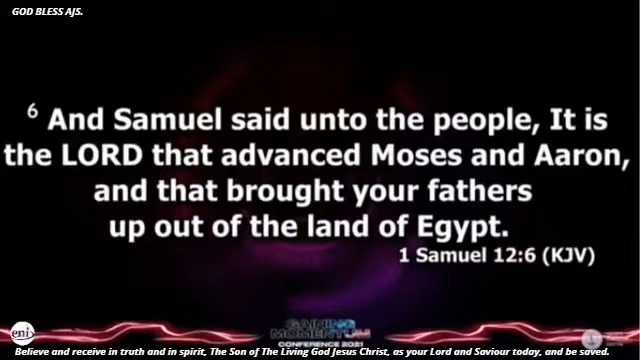 GOD BLESS AJS.
6 And Samuel said unto the people, It is
the LORD that advanced Moses and Aaron,
and that brought your fathers
up out of the land of Egypt.
1 Samuel 12:6 (KJV)
GAINING
MOMENTUM
CONFERENCE 2021
eni
Believe and receive in truth and in spirit, The Son of The Living God Jesus Christ, as your Lord and Saviour today, and be saved.